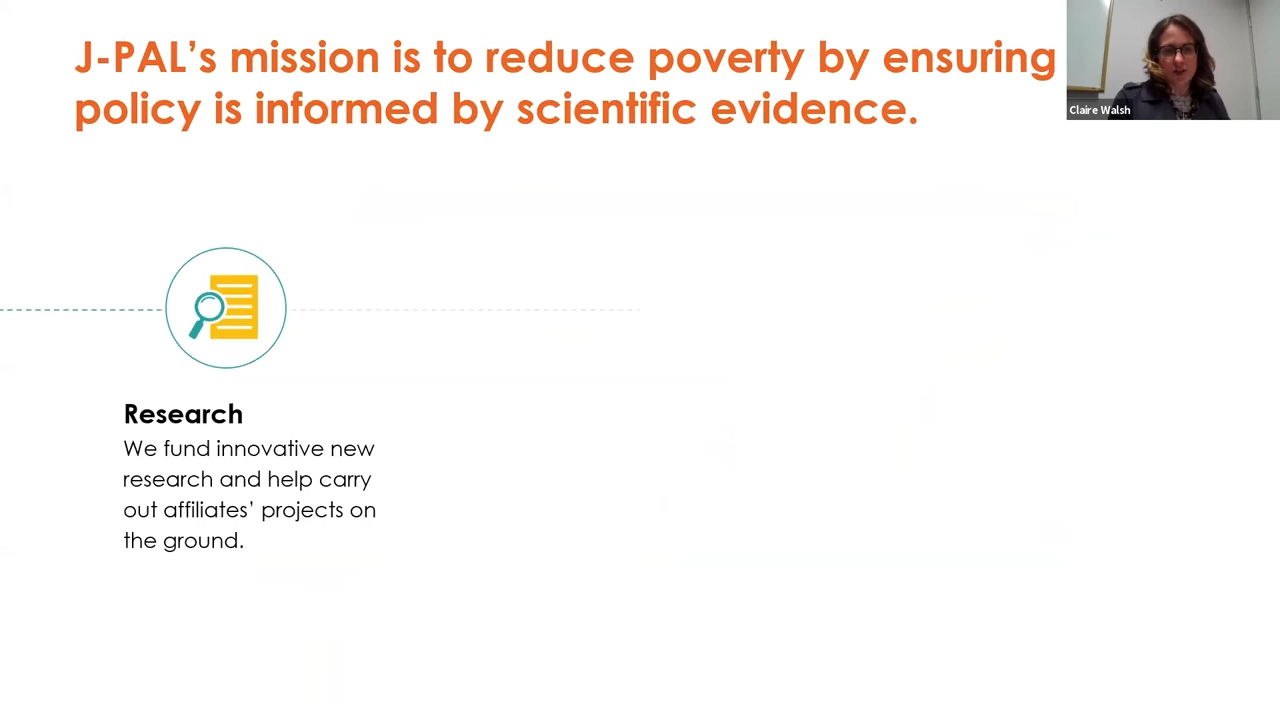 J-PAL’s mission is to reduce poverty by ensuring
policy is informed by scientific evidence.
Claire Walsh
Research
We fund innovative new
research and help carry
out affiliates’ projects on
the ground.